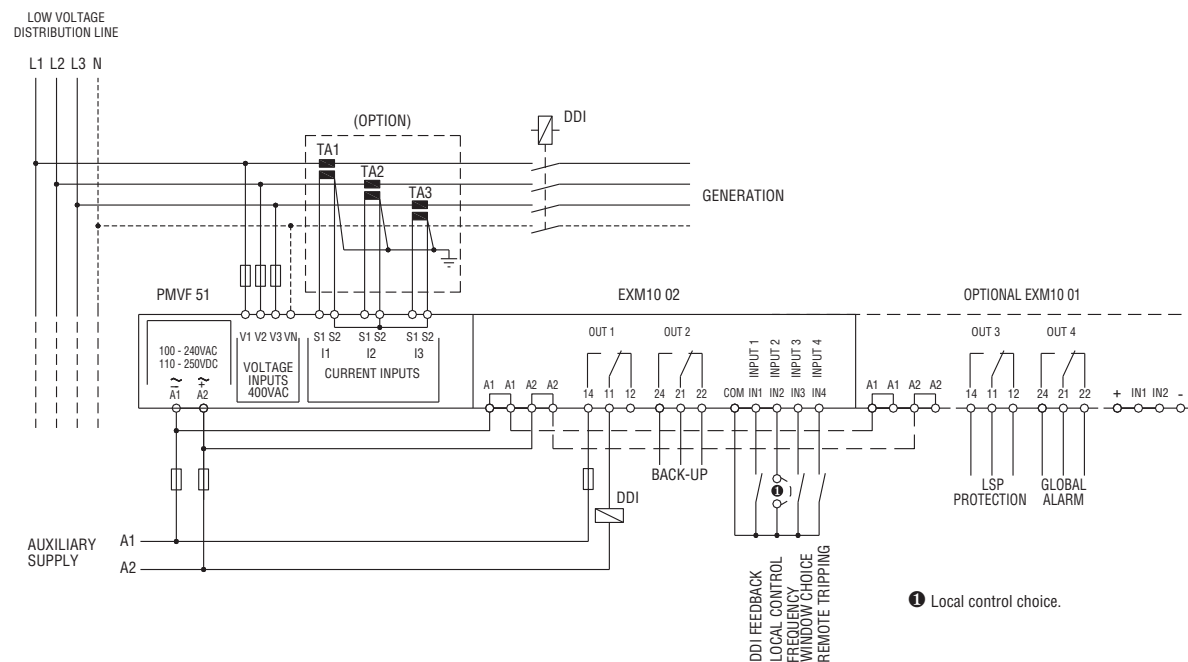 LOW VOLTAGE
DISTRIBUTION LINE
L1 L2 L3 N
(OPTION)
DDI
TA1
TA2
TA3
GENERATION
PMVF 51
EXM10 02
OPTIONAL EXM10 01
100 - 240VAC
110 - 250VDC
~ ~
– +
A1 A2
V1 V2 V3 VN
VOLTAGE
INPUTS
400VAC
S1 S2 S1 S2 S1 S2
I1 I2 I3
CURRENT INPUTS
A1 A1 A2 A2
OUT 1 OUT 2
14 11 12 24 21 22
INPUT 1
INPUT 2
INPUT 3
INPUT 4
COM IN1 IN2 IN3 IN4
A1 A1 A2 A2
OUT 3 OUT 4
14 11 12 24 21 22
+ IN1 IN2 -
BACK-UP
❶
LSP
PROTECTION
GLOBAL
ALARM
DDI
AUXILIARY
SUPPLY
A1
A2
DDI FEEDBACK
LOCAL CONTROL
FREQUENCY
WINDOW CHOICE
REMOTE TRIPPING
❶ Local control choice.